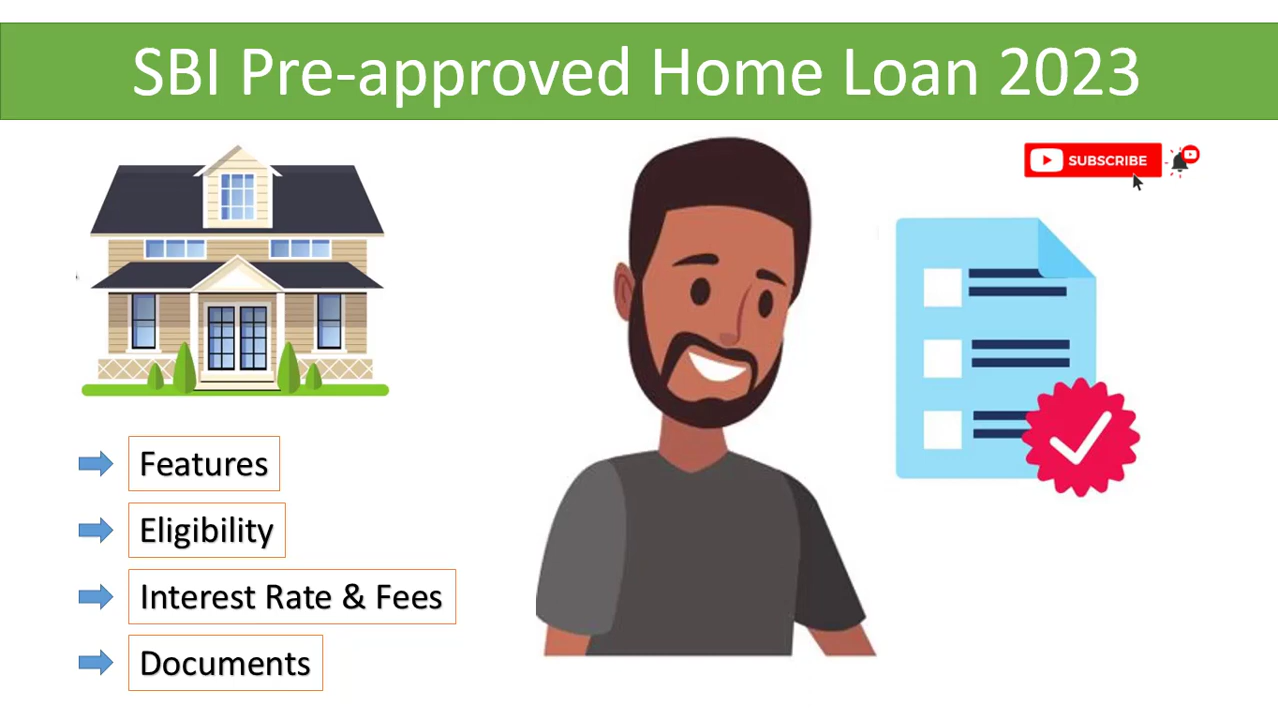 SBI Pre-approved Home Loan 2023
SUBSCRIBE
Features
Eligibility
Interest Rate & Fees
Documents